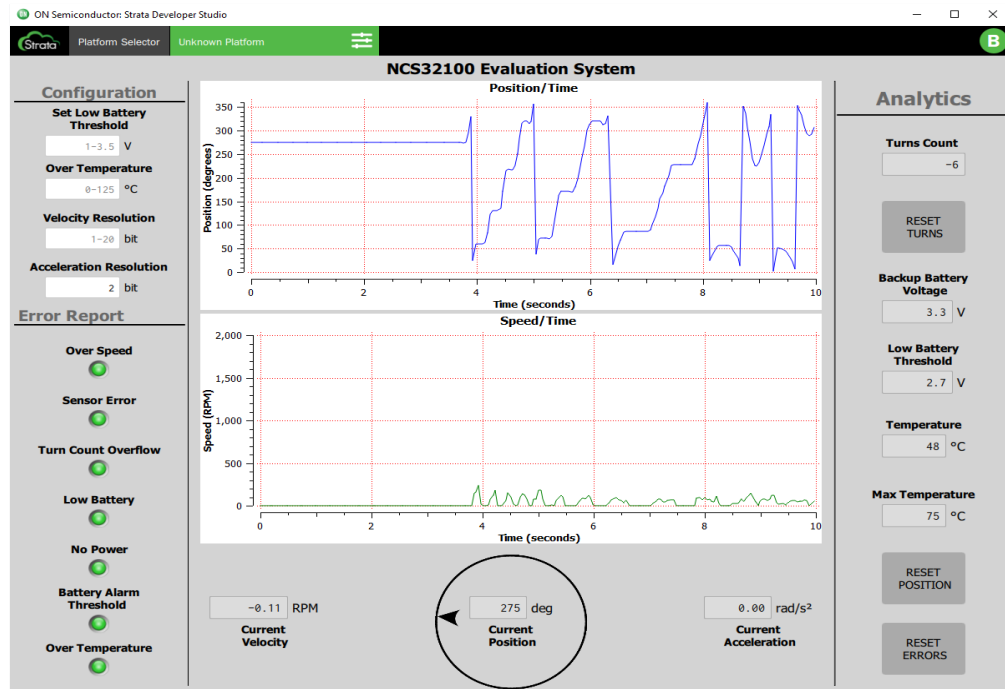 ON Semiconductor: Strata Developer Studio
Strata Platform Selector Unknown Platform B
NCS32100 Evaluation System
Configuration
Set Low Battery
Threshold
1-3.5 V
Over Temperature
0-125 °C
Velocity Resolution
1-20 bit
Acceleration Resolution
2 bit
Error Report
Over Speed
Sensor Error
Turn Count Overflow
Low Battery
No Power
Battery Alarm
Threshold
Over Temperature
Position/Time
Position (degrees)
350
300
250
200
150
100
50
0
0 2 4 6 8 10
Time (seconds)
Speed/Time
Speed (RPM)
2,000
1,500
1,000
500
0
0 2 4 6 8 10
Time (seconds)
-0.11 RPM
Current
Velocity
275 deg
Current
Position
0.00 rad/s²
Current
Acceleration
Analytics
Turns Count
-6
RESET
TURNS
Backup Battery
Voltage
3.3 V
Low Battery
Threshold
2.7 V
Temperature
48 °C
Max Temperature
75 °C
RESET
POSITION
RESET
ERRORS